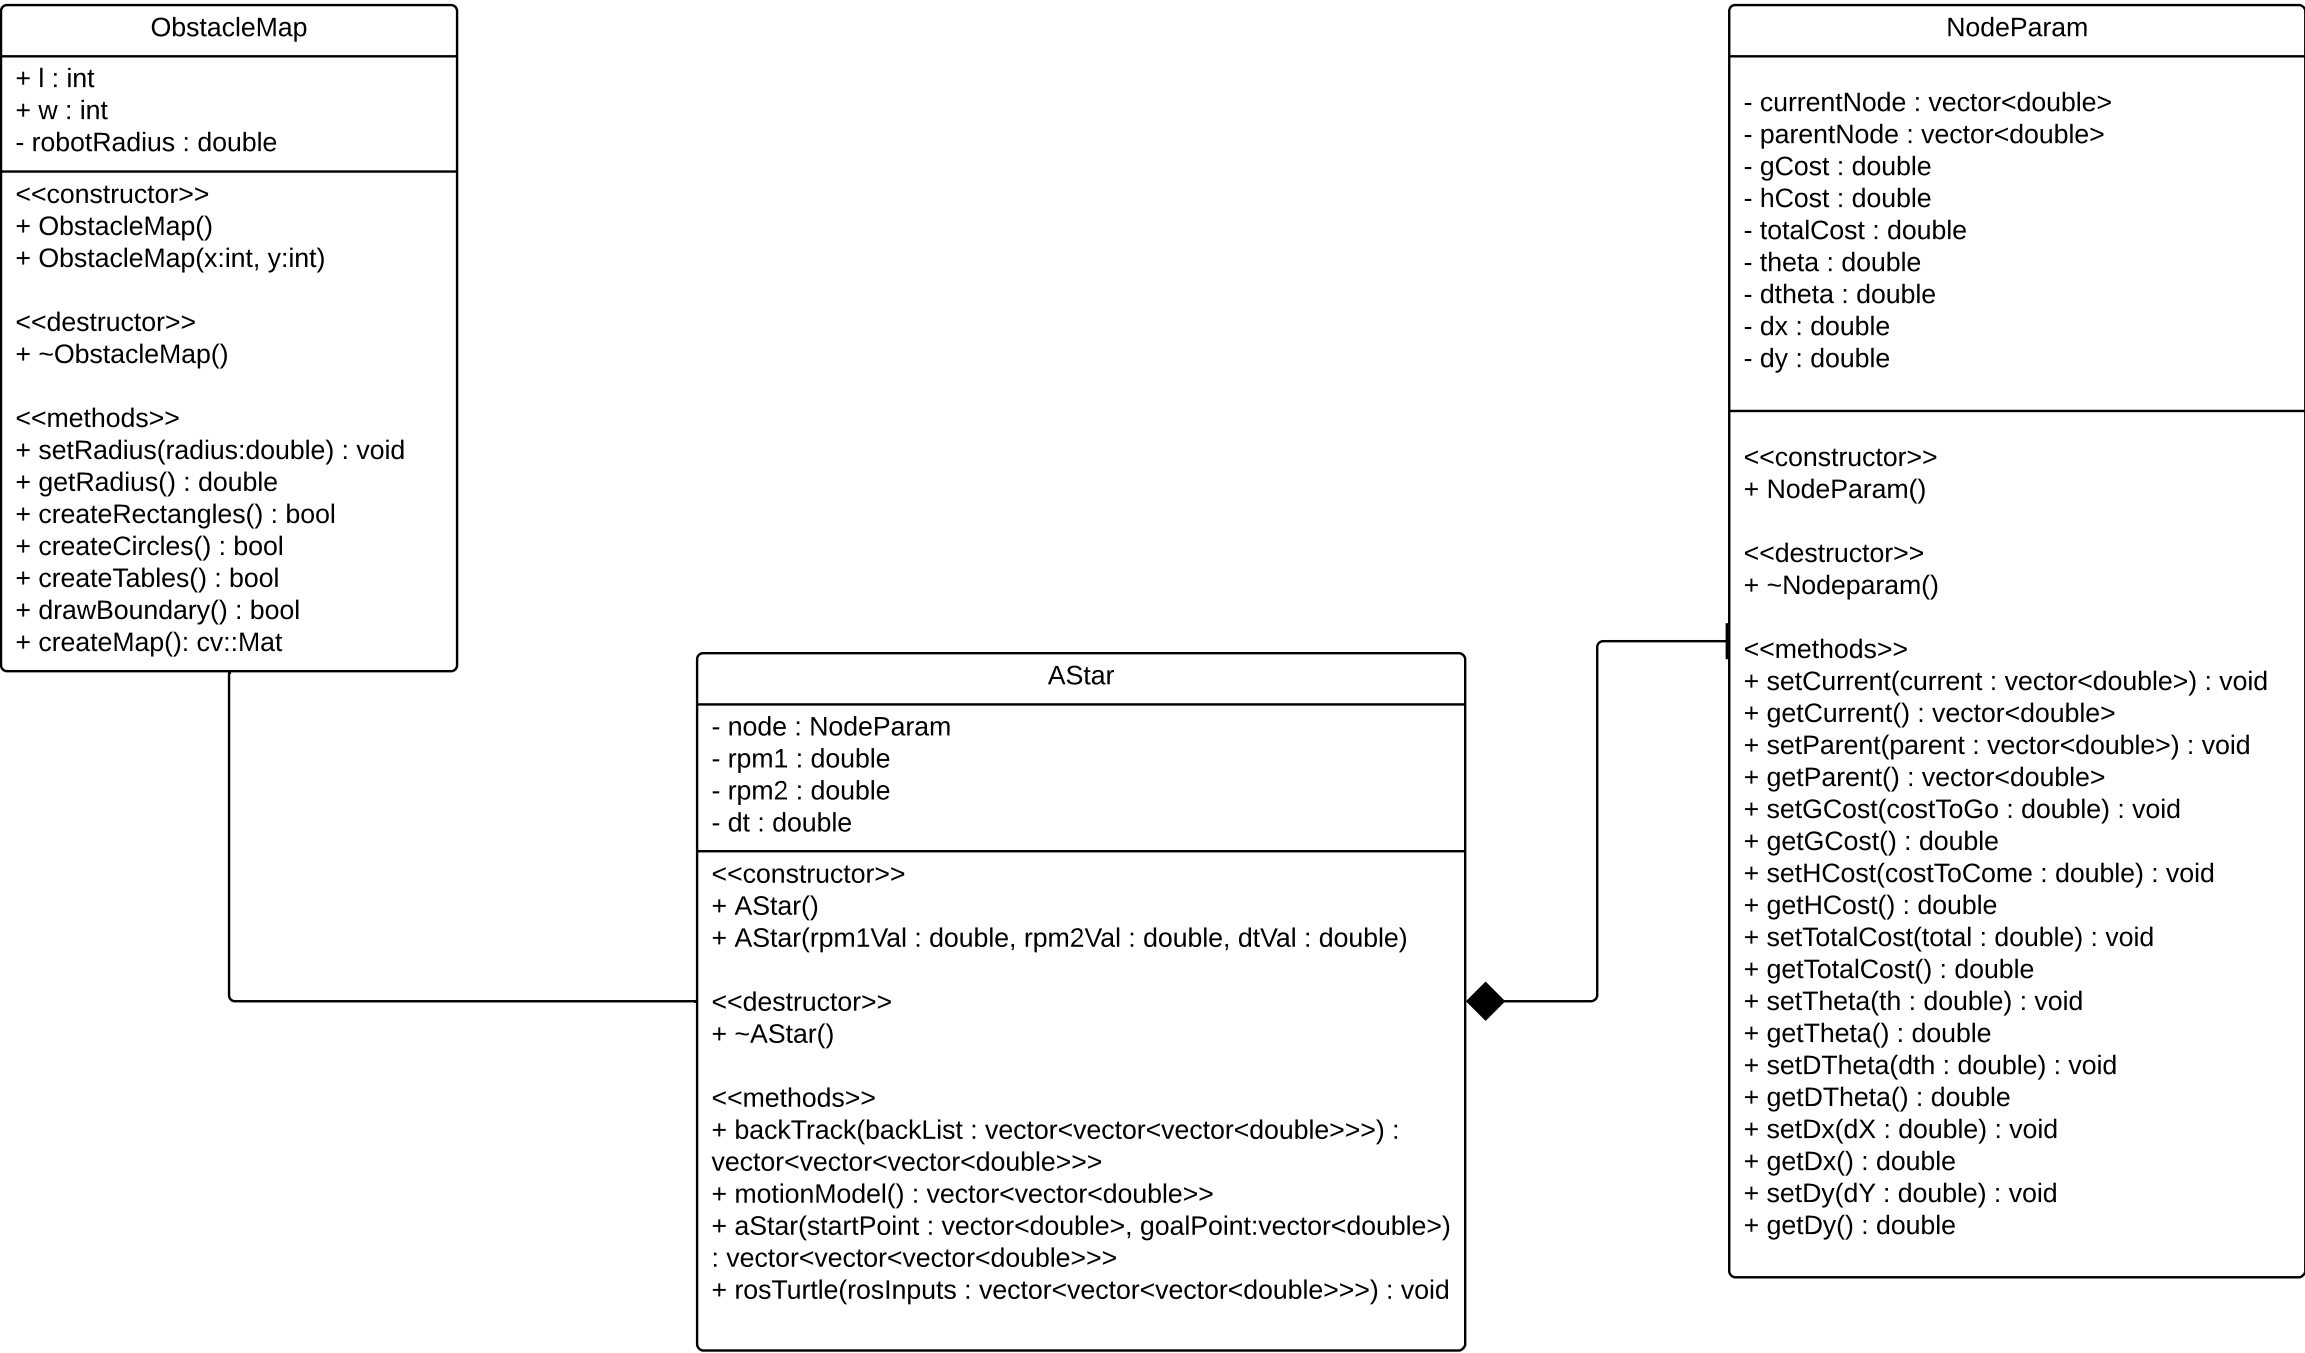 ObstacleMap
+ l : int
+ w : int
- robotRadius : double
<<constructor>>
+ ObstacleMap()
+ ObstacleMap(x:int, y:int)
<<destructor>>
+ ~ObstacleMap()
<<methods>>
+ setRadius(radius:double) : void
+ getRadius() : double
+ createRectangles() : bool
+ createCircles() : bool
+ createTables() : bool
+ drawBoundary() : bool
+ createMap(): cv::Mat
AStar
- node : NodeParam
- rpm1 : double
- rpm2 : double
- dt : double
<<constructor>>
+ AStar()
+ AStar(rpm1Val : double, rpm2Val : double, dtVal : double)
<<destructor>>
+ ~AStar()
<<methods>>
+ backTrack(backList : vector<vector<vector<double>>>) :
vector<vector<vector<double>>>
+ motionModel() : vector<vector<double>>
+ aStar(startPoint : vector<double>, goalPoint:vector<double>)
: vector<vector<vector<double>>>
+ rosTurtle(rosInputs : vector<vector<vector<double>>>) : void
NodeParam
- currentNode : vector<double>
- parentNode : vector<double>
- gCost : double
- hCost : double
- totalCost : double
- theta : double
- dtheta : double
- dx : double
- dy : double
<<constructor>>
+ NodeParam()
<<destructor>>
+ ~Nodeparam()
<<methods>>
+ setCurrent(current : vector<double>) : void
+ getCurrent() : vector<double>
+ setParent(parent : vector<double>) : void
+ getParent() : vector<double>
+ setGCost(costToGo : double) : void
+ getGCost() : double
+ setHCost(costToCome : double) : void
+ getHCost() : double
+ setTotalCost(total : double) : void
+ getTotalCost() : double
+ setTheta(th : double) : void
+ getTheta() : double
+ setDTheta(dth : double) : void
+ getDTheta() : double
+ setDx(dX : double) : void
+ getDx() : double
+ setDy(dY : double) : void
+ getDy() : double